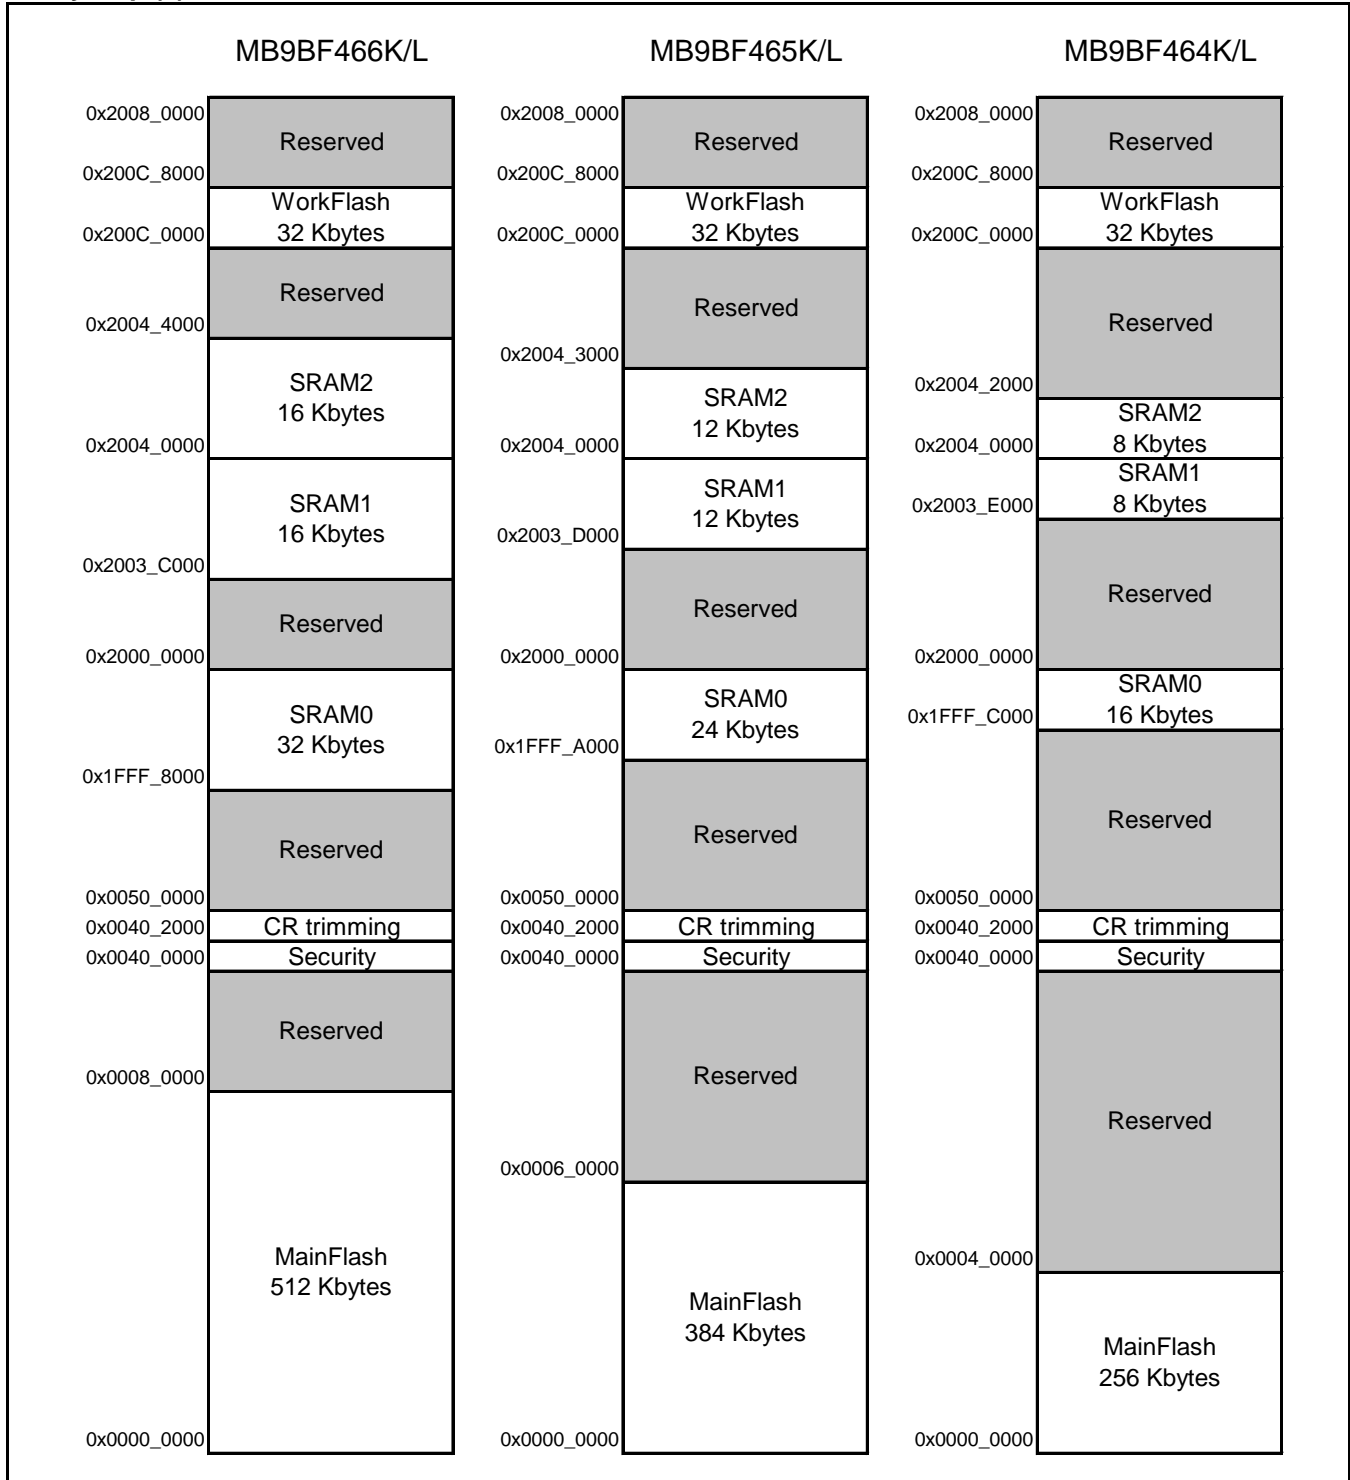 MB9BF466K/L
0x2008_0000
Reserved
0x200C_8000
WorkFlash
32 Kbytes
0x200C_0000
Reserved
0x2004_4000
SRAM2
16 Kbytes
0x2004_0000
SRAM1
16 Kbytes
0x2003_C000
Reserved
0x2000_0000
SRAM0
32 Kbytes
0x1FFF_8000
Reserved
0x0050_0000
0x0040_2000 CR trimming
0x0040_0000 Security
Reserved
0x0008_0000
MainFlash
512 Kbytes
0x0000_0000
MB9BF465K/L
0x2008_0000
Reserved
0x200C_8000
WorkFlash
32 Kbytes
0x200C_0000
Reserved
0x2004_3000
SRAM2
12 Kbytes
0x2004_0000
SRAM1
12 Kbytes
0x2003_D000
Reserved
0x2000_0000
SRAM0
24 Kbytes
0x1FFF_A000
Reserved
0x0050_0000
0x0040_2000 CR trimming
0x0040_0000 Security
Reserved
0x0006_0000
MainFlash
384 Kbytes
0x0000_0000
MB9BF464K/L
0x2008_0000
Reserved
0x200C_8000
WorkFlash
32 Kbytes
0x200C_0000
Reserved
0x2004_2000
SRAM2
8 Kbytes
0x2004_0000
SRAM1
8 Kbytes
0x2003_E000
Reserved
0x2000_0000
SRAM0
16 Kbytes
0x1FFF_C000
Reserved
0x0050_0000
0x0040_2000 CR trimming
0x0040_0000 Security
Reserved
0x0004_0000
MainFlash
256 Kbytes
0x0000_0000